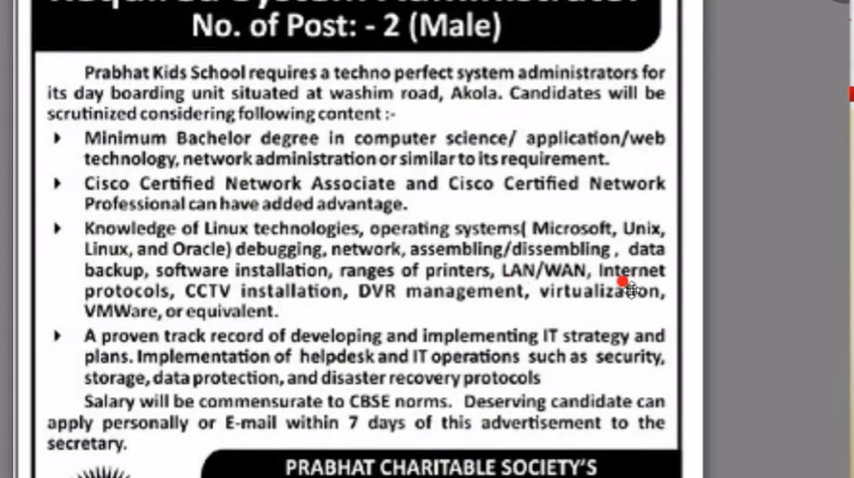 No. of Post: - 2 (Male)
Prabhat Kids School requires a techno perfect system administrators for
its day boarding unit situated at washim road, Akola. Candidates will be
scrutinized considering following content :-
Minimum Bachelor degree in computer science/ application/web
technology, network administration or similar to its requirement.
Cisco Certified Network Associate and Cisco Certified Network
Professional can have added advantage.
Knowledge of Linux technologies, operating systems( Microsoft, Unix,
Linux, and Oracle) debugging, network, assembling/dissembling , data
backup, software installation, ranges of printers, LAN/WAN, Internet
protocols, CCTV installation, DVR management, virtualization,
VMWare, or equivalent.
A proven track record of developing and implementing IT strategy and
plans. Implementation of helpdesk and IT operations such as security,
storage, data protection, and disaster recovery protocols
Salary will be commensurate to CBSE norms. Deserving candidate can
apply personally or E-mail within 7 days of this advertisement to the
secretary.
PRABHAT CHARITABLE SOCIETY'S